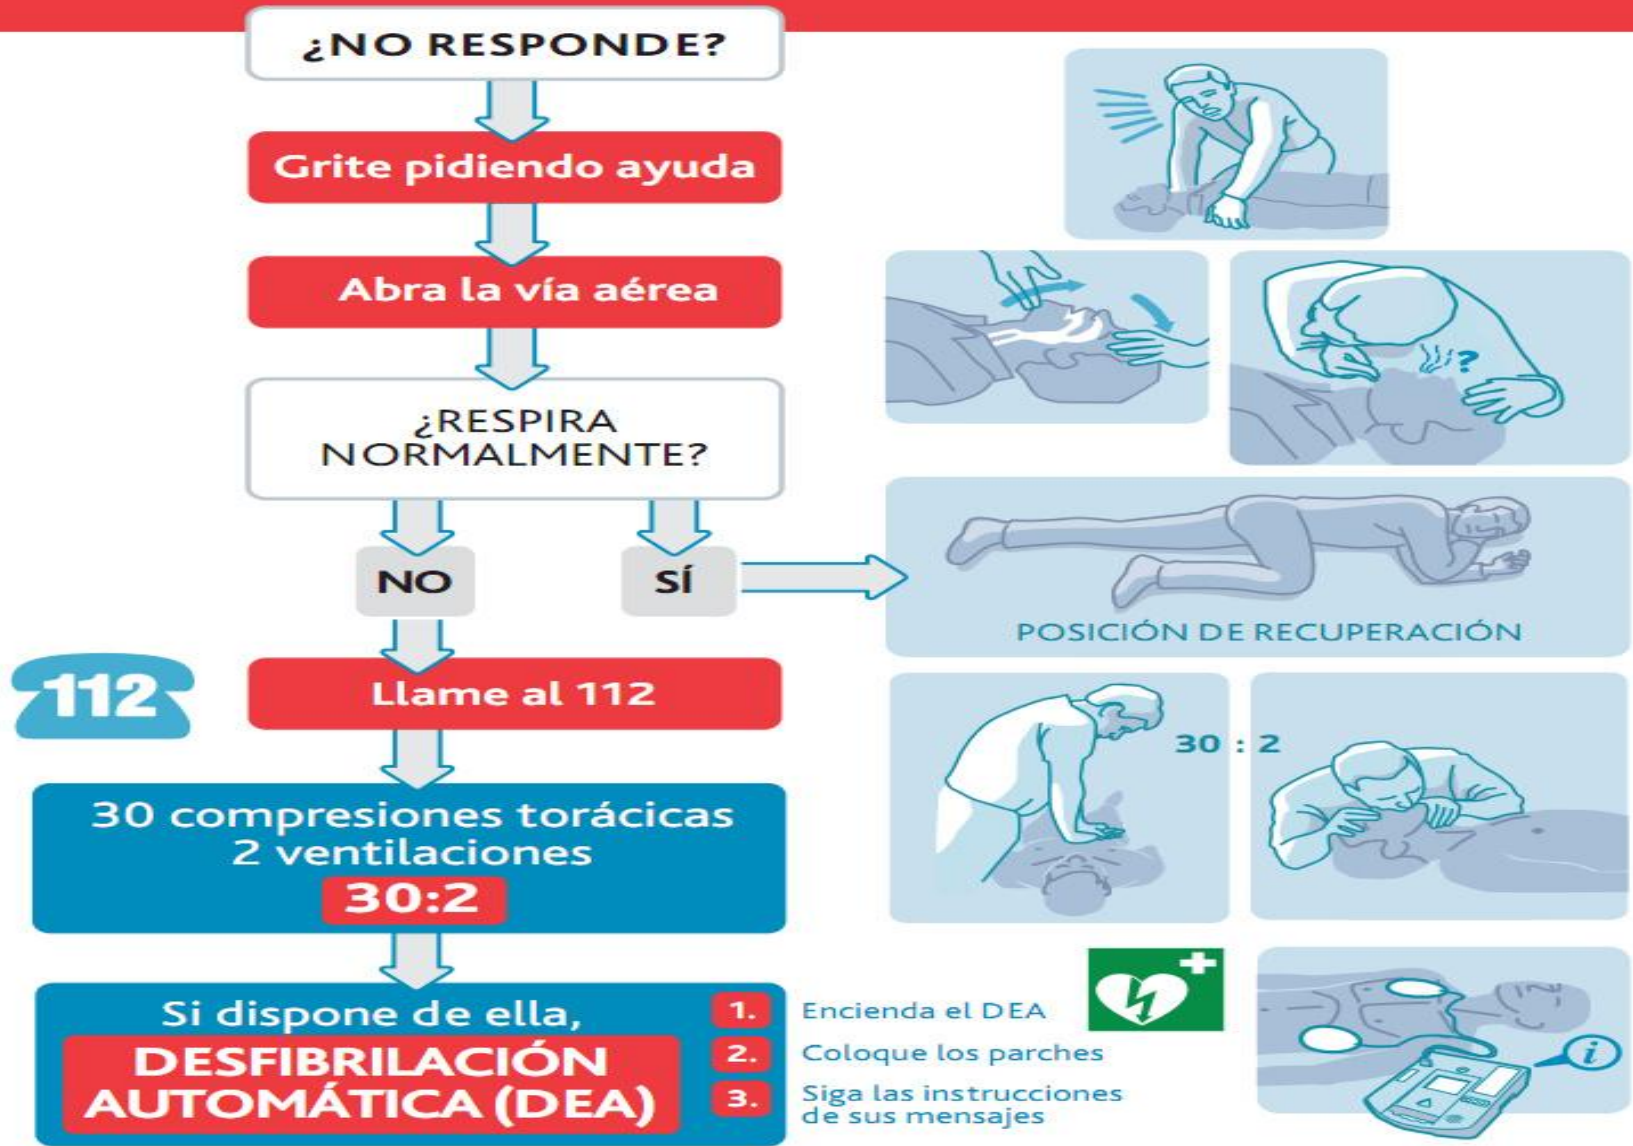 ¿NO RESPONDE?
Grite pidiendo ayuda
Abra la vía aérea
?
¿RESPIRA
NORMALMENTE?
NO
SÍ
POSICIÓN DE RECUPERACIÓN
112
Llame al 112
30 : 2
30 compresiones torácicas
2 ventilaciones
30:2
Si dispone de ella,
DESFIBRILACIÓN
AUTOMÁTICA (DEA)
1. Encienda el DEA
2. Coloque los parches
3. Siga las instrucciones
de sus mensajes
i